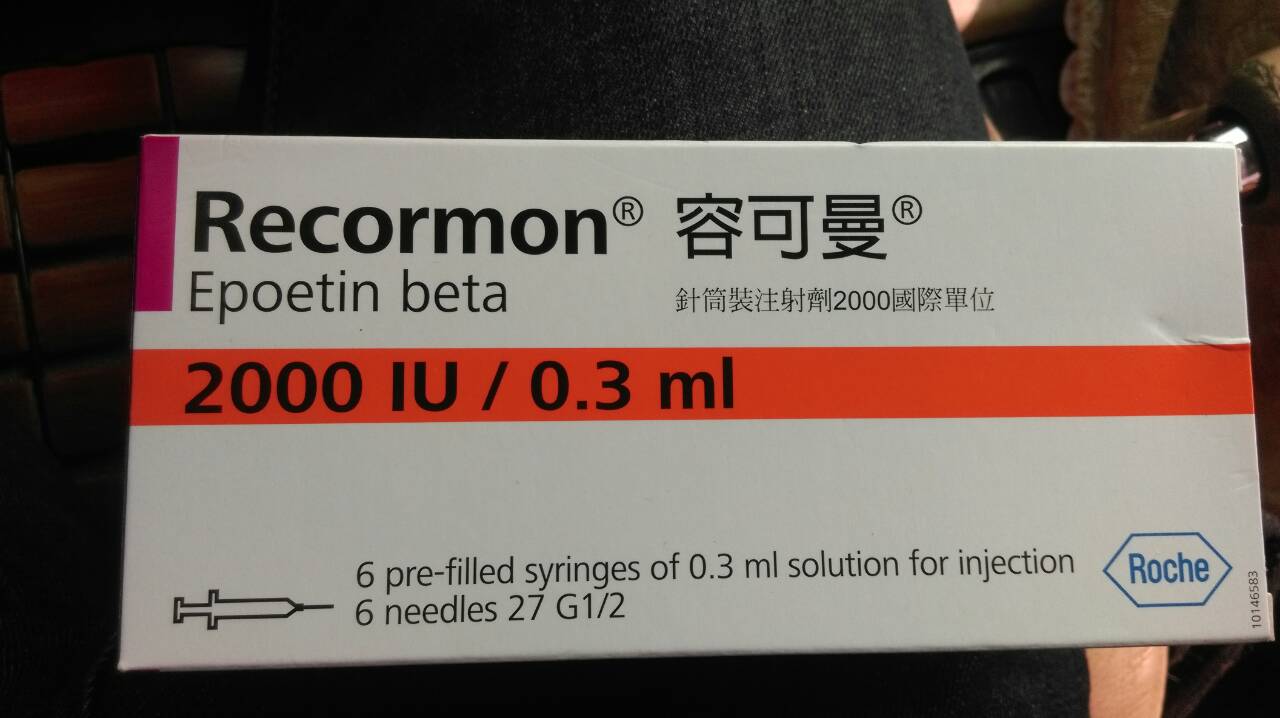 Recormon® 容可曼®
Epoetin beta 針筒裝注射劑2000國際單位
2000 IU / 0.3 ml
6 pre-filled syringes of 0.3 ml solution for injection
6 needles 27 G1/2
Roche
10146583